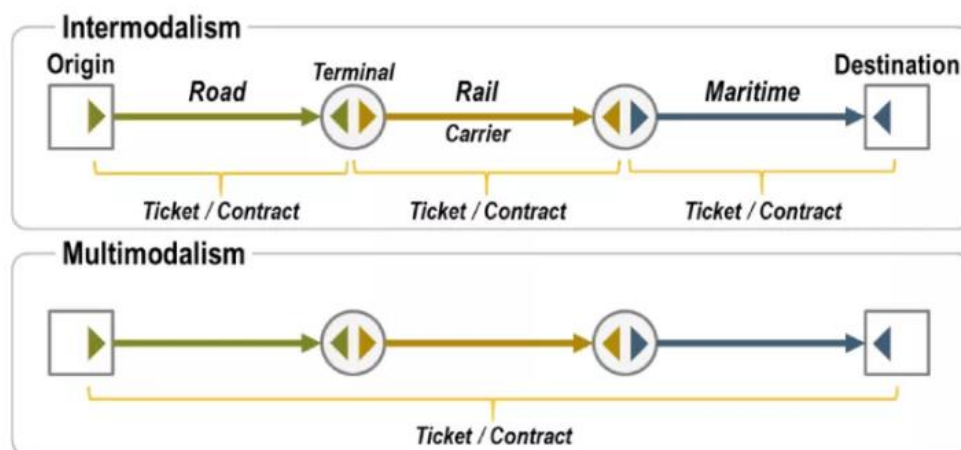 Intermodalism
Origin
Terminal
Destination
Road
Rail
Maritime
Carrier
Ticket / Contract
Ticket / Contract
Ticket / Contract
Multimodalism
Ticket / Contract